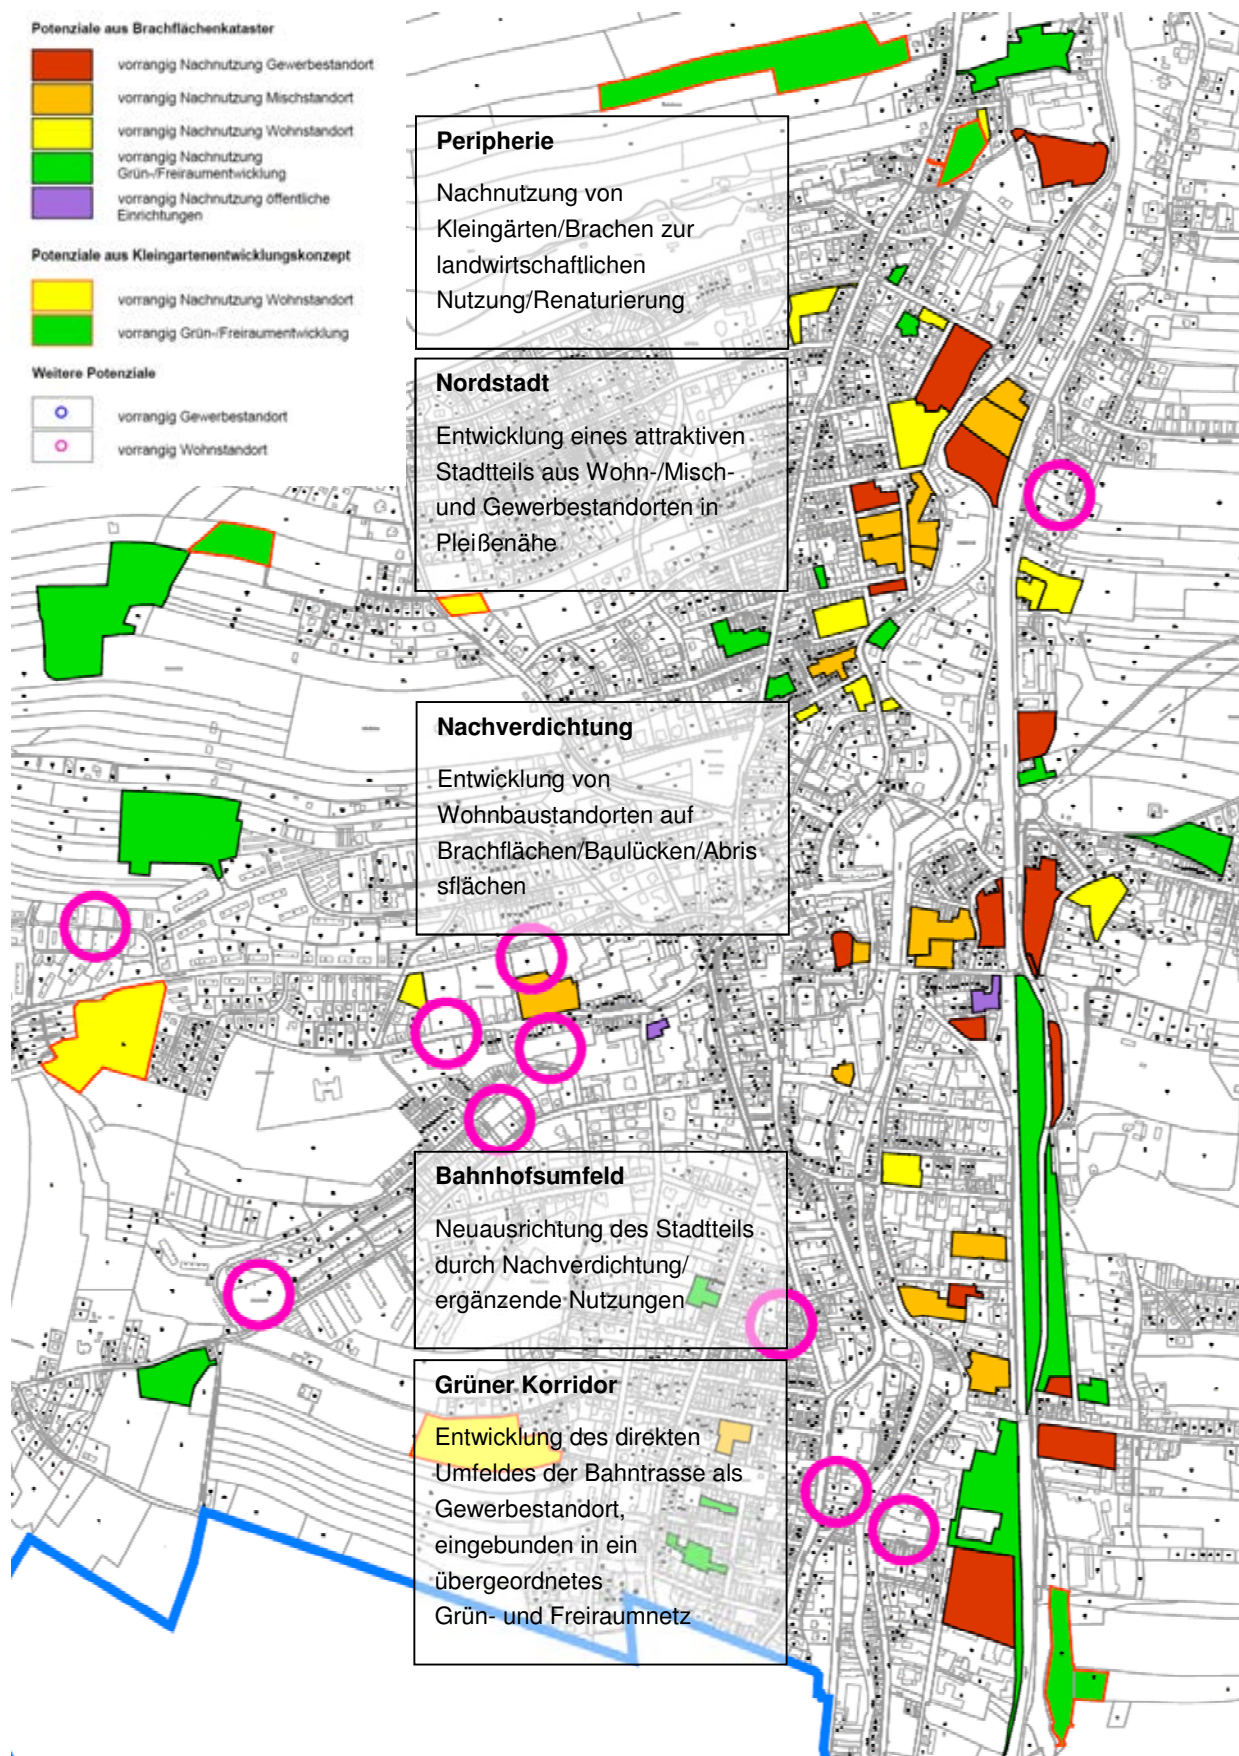 Potenziale aus Brachflächenkataster
vorrangig Nachnutzung Gewerbestandort
vorrangig Nachnutzung Mischstandort
vorrangig Nachnutzung Wohnstandort
vorrangig Nachnutzung
Grün-/Freiraumentwicklung
vorrangig Nachnutzung öffentliche
Einrichtungen
Potenziale aus Kleingartenentwicklungskonzept
vorrangig Nachnutzung Wohnstandort
vorrangig Grün-/Freiraumentwicklung
Weitere Potenziale
vorrangig Gewerbestandort
vorrangig Wohnstandort
Peripherie
Nachnutzung von
Kleingärten/Brachen zur
landwirtschaftlichen
Nutzung/Renaturierung
Nordstadt
Entwicklung eines attraktiven
Stadtteils aus Wohn-/Misch-
und Gewerbestandorten in
Pleißenähe
Nachverdichtung
Entwicklung von
Wohnbaustandorten auf
Brachflächen/Baulücken/Abris
sflächen
Bahnhofsumfeld
Neuausrichtung des Stadtteils
durch Nachverdichtung/
ergänzende Nutzungen
Grüner Korridor
Entwicklung des direkten
Umfeldes der Bahntrasse als
Gewerbestandort,
eingebunden in ein
übergeordnetes
Grün- und Freiraumnetz